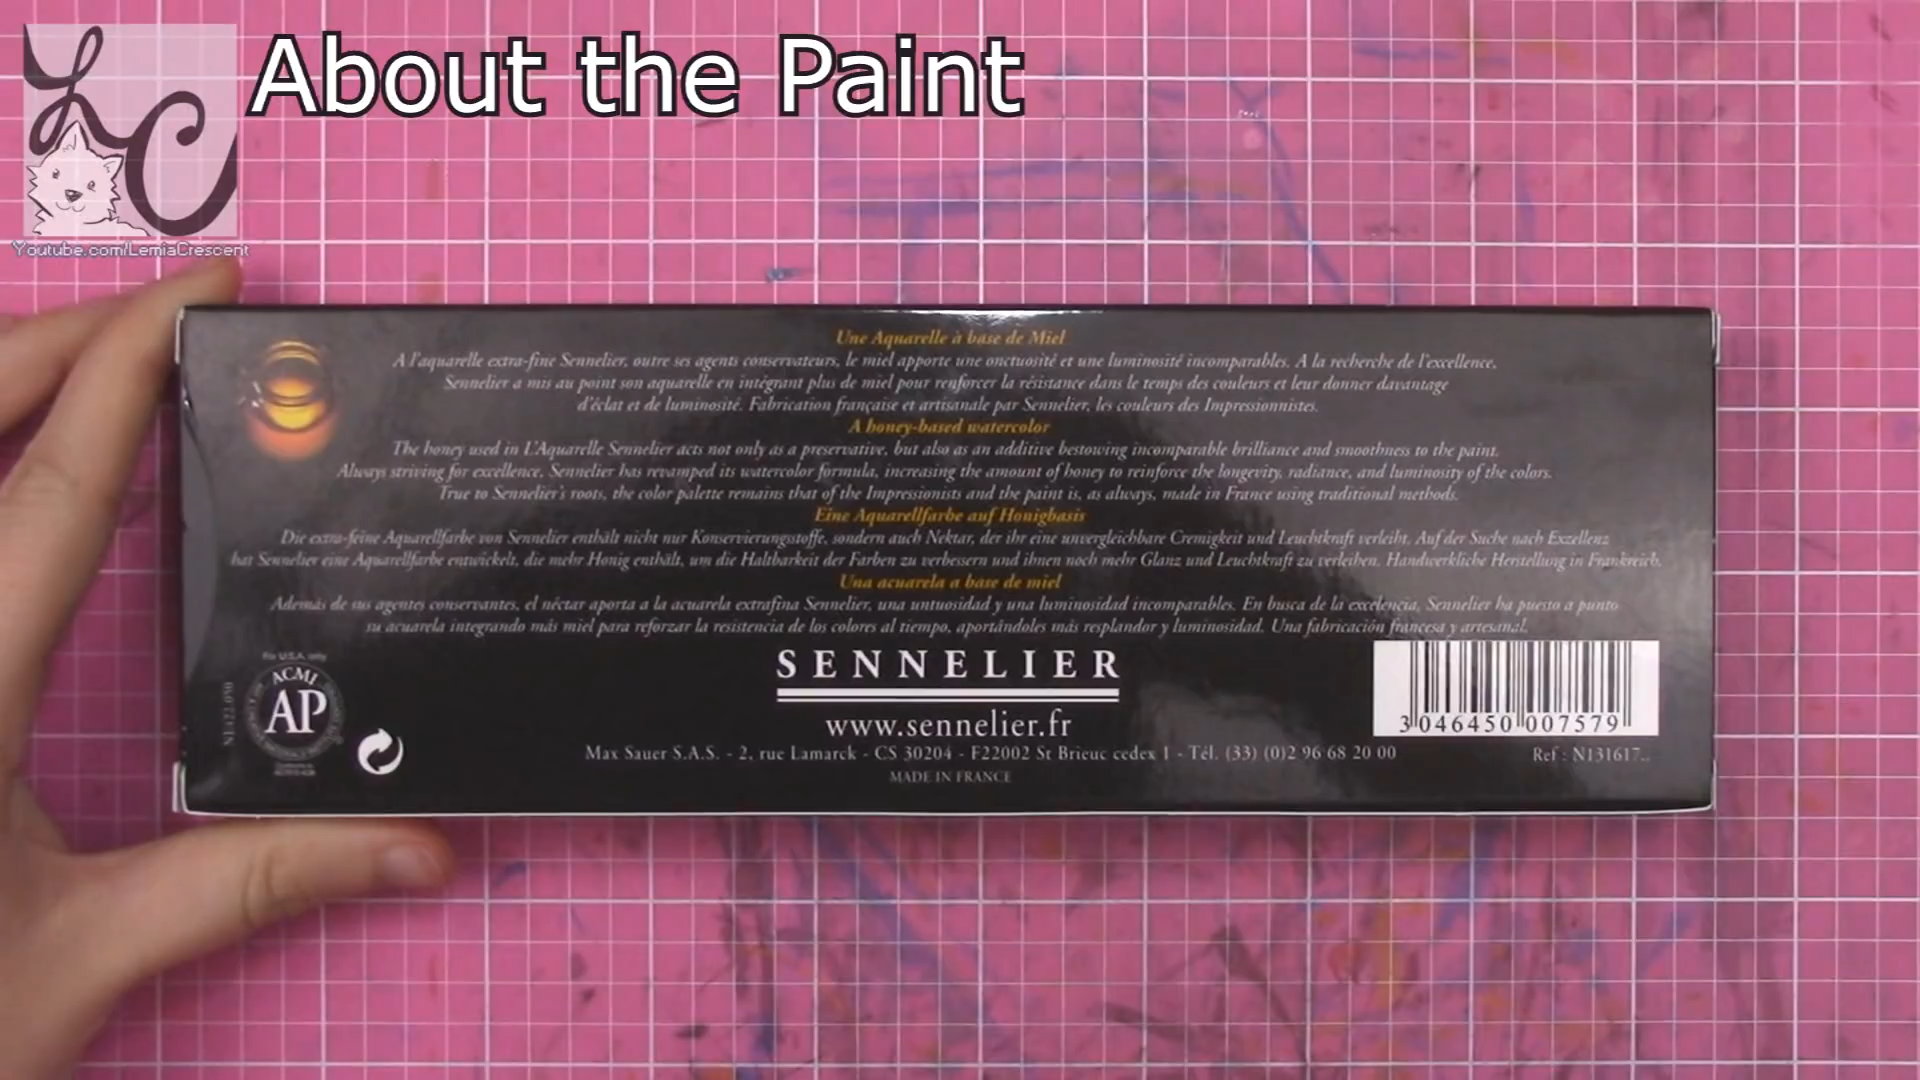 LC
About the Paint
Youtube.com/LemiaCrescent
Une Aquarelle à base de Miel
A l'aquarelle extra-fine Sennelier, outre ses agents conservateurs, le miel apporte une onctuosité et une luminosité incomparables. A la recherche de l'excellence,
Sennelier a mis au point son aquarelle en intégrant plus de miel pour renforcer la résistance dans le temps des couleurs et leur donner davantage
d'éclat et de luminosité. Fabrication française et artisanale par Sennelier, les couleurs des Impressionnistes.
A honey-based watercolor
The honey used in L'Aquarelle Sennelier acts not only as a preservative, but also as an additive bestowing incomparable brilliance and smoothness to the paint.
Always striving for excellence, Sennelier has revamped its watercolor formula, increasing the amount of honey to reinforce the longevity, radiance, and luminosity of the colors.
True to Sennelier's roots, the color palette remains that of the Impressionists and the paint is, as always, made in France using traditional methods.
Eine Aquarellfarbe auf Honigbasis
Die extra-feine Aquarellfarbe von Sennelier enthält nicht nur Konservierungsstoffe, sondern auch Nektar, der ihr eine unvergleichbare Cremigkeit und Leuchtkraft verleiht. Auf der Suche nach Exzellenz
hat Sennelier eine Aquarellfarbe entwickelt, die mehr Honig enthält, um die Haltbarkeit der Farben zu verbessern und ihnen noch mehr Glanz und Leuchtkraft zu verleihen. Handwerkliche Herstellung in Frankreich.
Una acuarela a base de miel
Además de sus agentes conservantes, el néctar aporta a la acuarela extrafina Sennelier, una untuosidad y una luminosidad incomparables. En busca de la excelencia, Sennelier ha puesto a punto
su acuarela integrando más miel para reforzar la resistencia de los colores al tiempo, aportándoles más resplandor y luminosidad. Una fabricación francesa y artesanal.
For U.S.A. only
ACMI
AP
SENNELIER
www.sennelier.fr
3 046450 007579
Max Sauer S.A.S. - 2, rue Lamarck - CS 30204 - F22002 St Brieuc cedex 1 - Tél. (33) (0)2 96 68 20 00
Ref : N131617..
MADE IN FRANCE